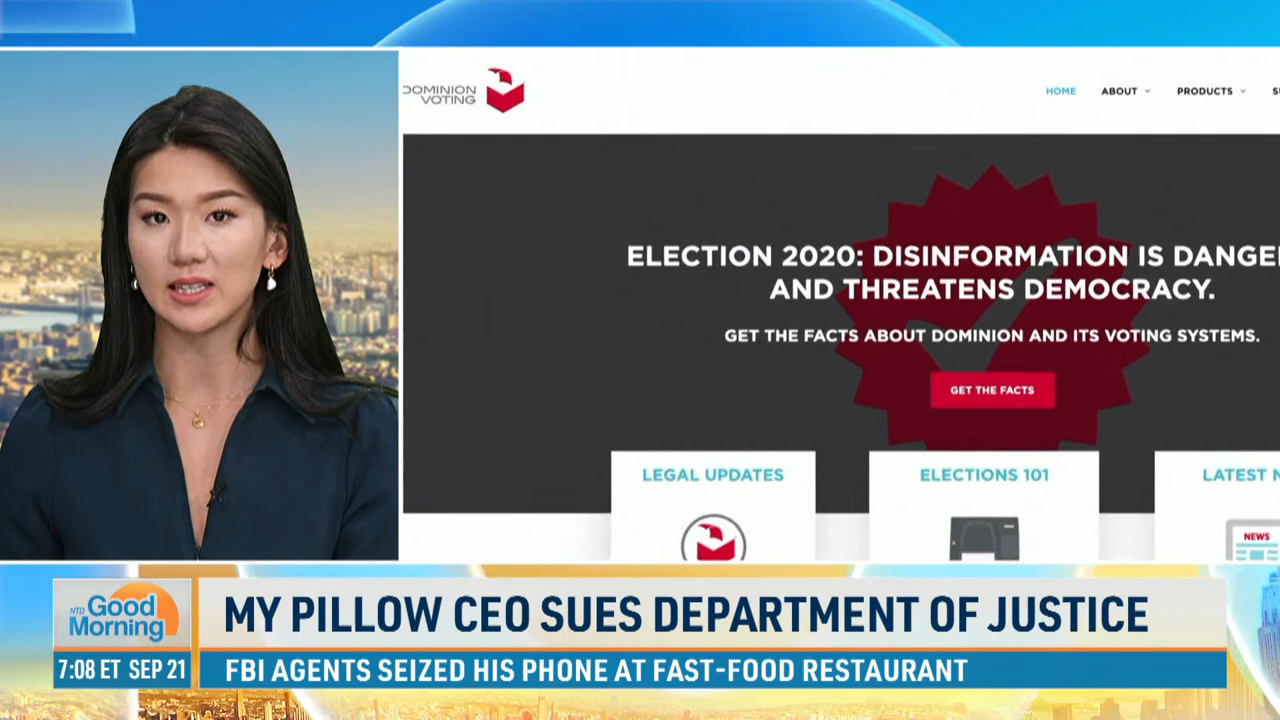 DOMINION
VOTING
HOME ABOUT PRODUCTS
ELECTION 2020: DISINFORMATION IS DANGE
AND THREATENS DEMOCRACY.
GET THE FACTS ABOUT DOMINION AND ITS VOTING SYSTEMS.
GET THE FACTS
LEGAL UPDATES ELECTIONS 101 LATEST
NEWS
NTD
Good
Morning
MY PILLOW CEO SUES DEPARTMENT OF JUSTICE
7:08 ET SEP 21
FBI AGENTS SEIZED HIS PHONE AT FAST-FOOD RESTAURANT